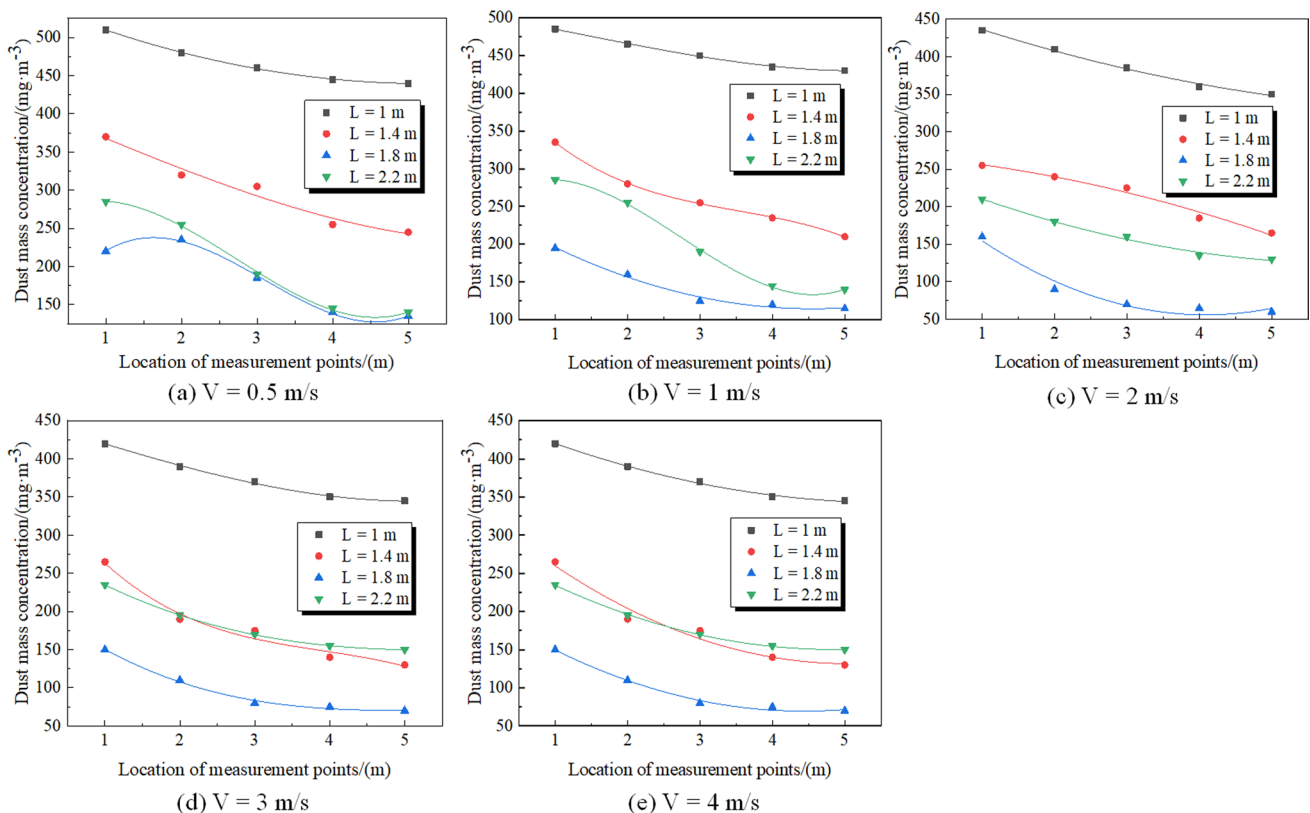 500
450
400
350
300
250
200
150
Dust mass concentration/(mg·m⁻³)
L = 1 m
L = 1.4 m
L = 1.8 m
L = 2.2 m
1 2 3 4 5
Location of measurement points/(m)
(a) V = 0.5 m/s
500
450
400
350
300
250
200
150
100
Dust mass concentration/(mg·m⁻³)
L = 1 m
L = 1.4 m
L = 1.8 m
L = 2.2 m
1 2 3 4 5
Location of measurement points/(m)
(b) V = 1 m/s
450
400
350
300
250
200
150
100
50
Dust mass concentration/(mg·m⁻³)
L = 1 m
L = 1.4 m
L = 1.8 m
L = 2.2 m
1 2 3 4 5
Location of measurement points/(m)
(c) V = 2 m/s
450
400
350
300
250
200
150
100
50
Dust mass concentration/(mg·m⁻³)
L = 1 m
L = 1.4 m
L = 1.8 m
L = 2.2 m
1 2 3 4 5
Location of measurement points/(m)
(d) V = 3 m/s
450
400
350
300
250
200
150
100
50
Dust mass concentration/(mg·m⁻³)
L = 1 m
L = 1.4 m
L = 1.8 m
L = 2.2 m
1 2 3 4 5
Location of measurement points/(m)
(e) V = 4 m/s